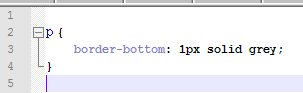 1
2 p {
3 border-bottom: 1px solid grey;
4 }
5